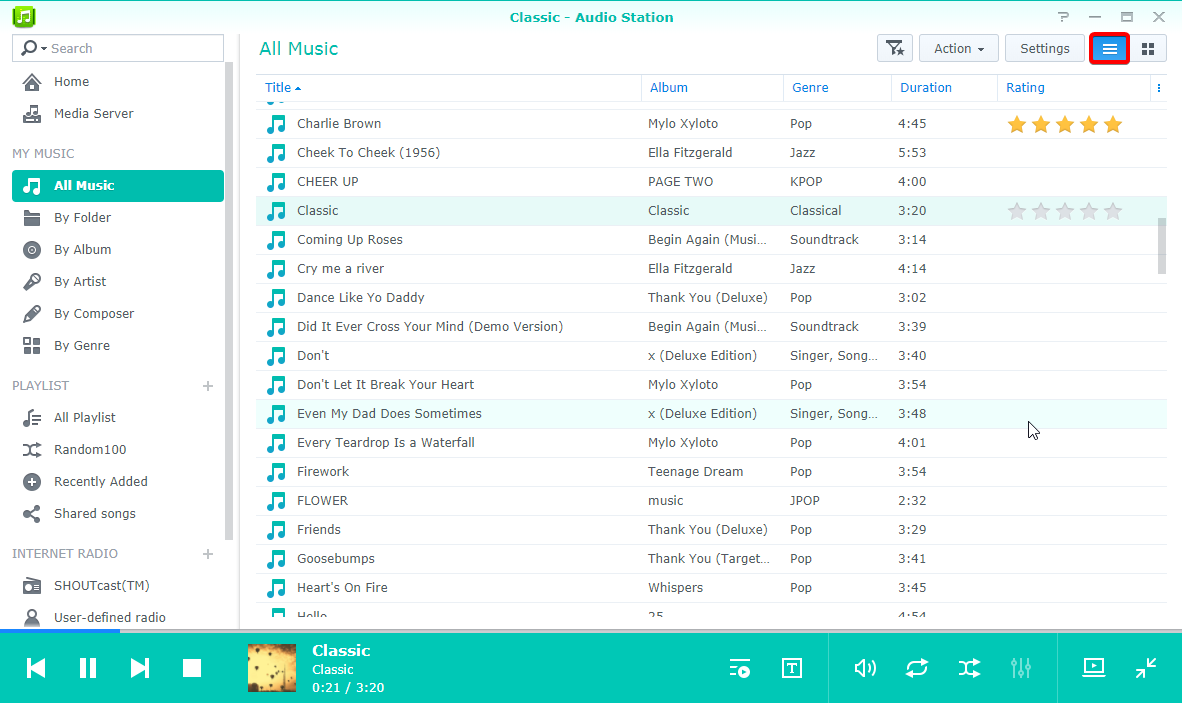 Classic - Audio Station
Search
Home
Media Server
MY MUSIC
All Music
By Folder
By Album
By Artist
By Composer
By Genre
PLAYLIST
All Playlist
Random100
Recently Added
Shared songs
INTERNET RADIO
SHOUTcast(TM)
User-defined radio
All Music
Action
Settings
Title Album Genre Duration Rating
Charlie Brown Mylo Xyloto Pop 4:45
Cheek To Cheek (1956) Ella Fitzgerald Jazz 5:53
CHEER UP PAGE TWO KPOP 4:00
Classic Classic Classical 3:20
Coming Up Roses Begin Again (Musi... Soundtrack 3:14
Cry me a river Ella Fitzgerald Jazz 4:14
Dance Like Yo Daddy Thank You (Deluxe) Pop 3:02
Did It Ever Cross Your Mind (Demo Version) Begin Again (Musi... Soundtrack 3:39
Don't x (Deluxe Edition) Singer, Song... 3:40
Don't Let It Break Your Heart Mylo Xyloto Pop 3:54
Even My Dad Does Sometimes x (Deluxe Edition) Singer, Song... 3:48
Every Teardrop Is a Waterfall Mylo Xyloto Pop 4:01
Firework Teenage Dream Pop 3:54
FLOWER music JPOP 2:32
Friends Thank You (Deluxe) Pop 3:29
Goosebumps Thank You (Target... Pop 3:41
Heart's On Fire Whispers Pop 3:45
Hello 25 Pop 4:54
Classic
Classic
0:21 / 3:20
T